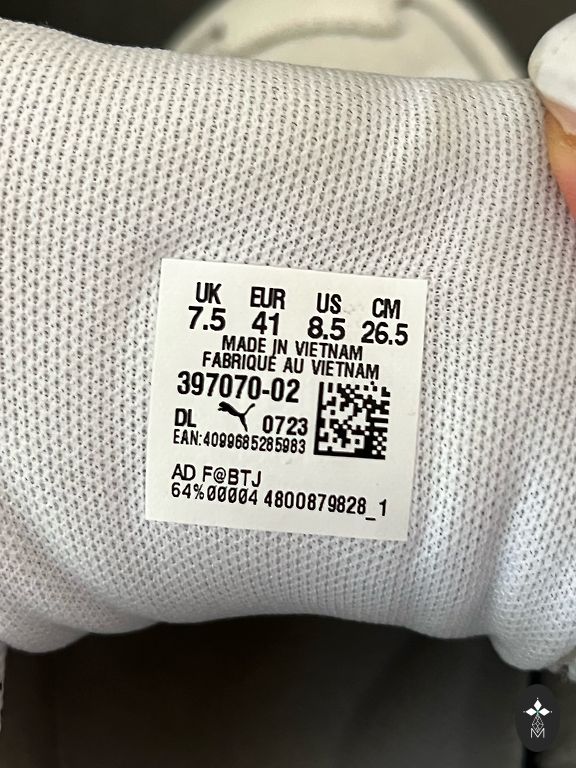 UK EUR US CM
7.5 41 8.5 26.5
MADE IN VIETNAM
FABRIQUÉ AU VIETNAM
397070-02
DL 0723
EAN:4099685285983
AD F@BTJ
64%00004 4800879828_1
M